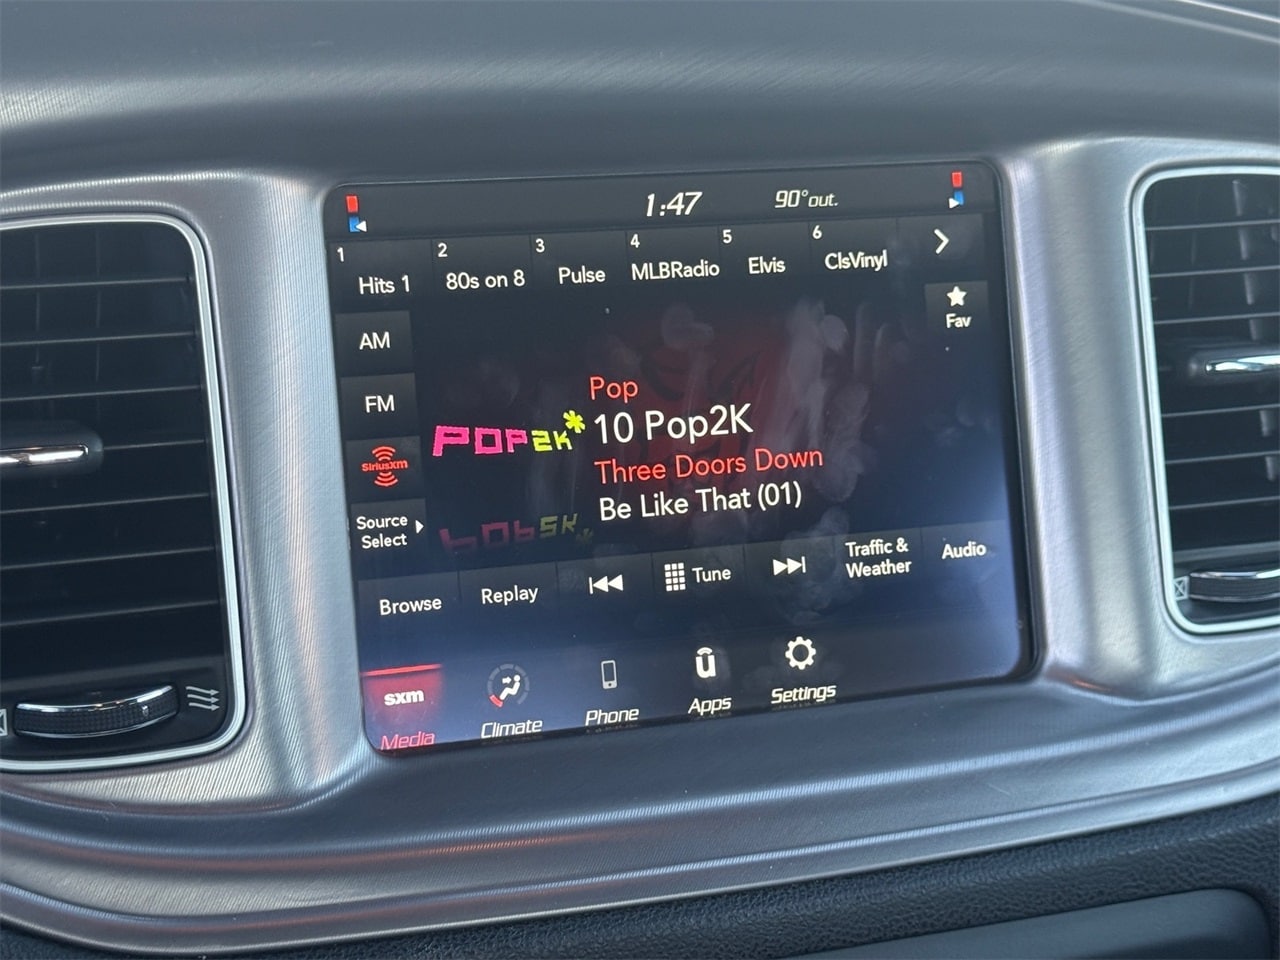 1:47 90° out.
1 Hits 1
2 80s on 8
3 Pulse
4 MLBRadio
5 Elvis
6 ClsVinyl
Fav
AM
FM
SiriusXM
Source
Select
POP2K*
Pop
10 Pop2K
Three Doors Down
Be Like That (01)
Browse
Replay
Tune
Traffic &
Weather
Audio
sxm
Media
Climate
Phone
u
Apps
Settings